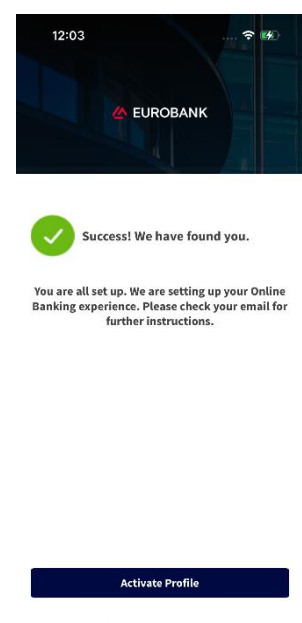 12:03
EUROBANK
Success! We have found you.
You are all set up. We are setting up your Online
Banking experience. Please check your email for
further instructions.
Activate Profile